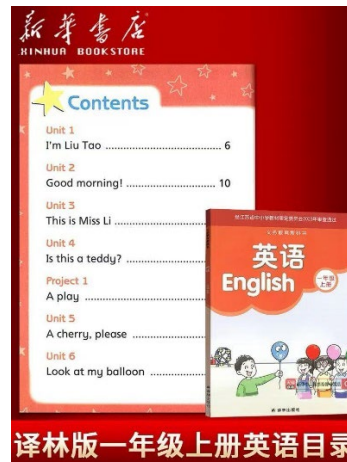 新华书店
XINHUA BOOKSTORE
Contents
Unit 1
I'm Liu Tao ........................ 6
Unit 2
Good morning! ........................ 10
Unit 3
This is Miss Li ........................
Unit 4
Is this a teddy? ........................
Project 1
A play ........................
Unit 5
A cherry, please ........................
Unit 6
Look at my balloon ........................
英语
English
一年级
上册
译林版一年级上册英语目录